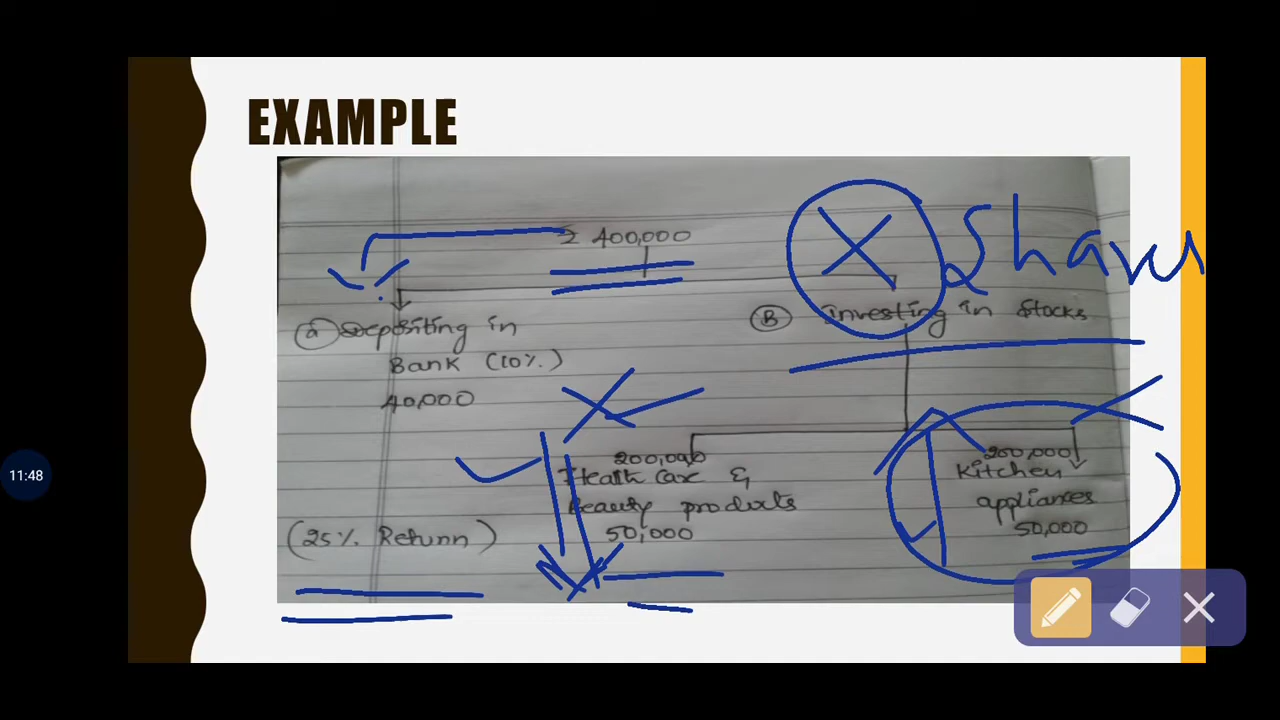 EXAMPLE
400,000
Shares
(a) Depositing in
Bank (10%)
40,000
(B) Investing in Stocks
200,000
Health Care &
Beauty products
50,000
200,000
Kitchen
appliances
50,000
(25% Return)
11:48